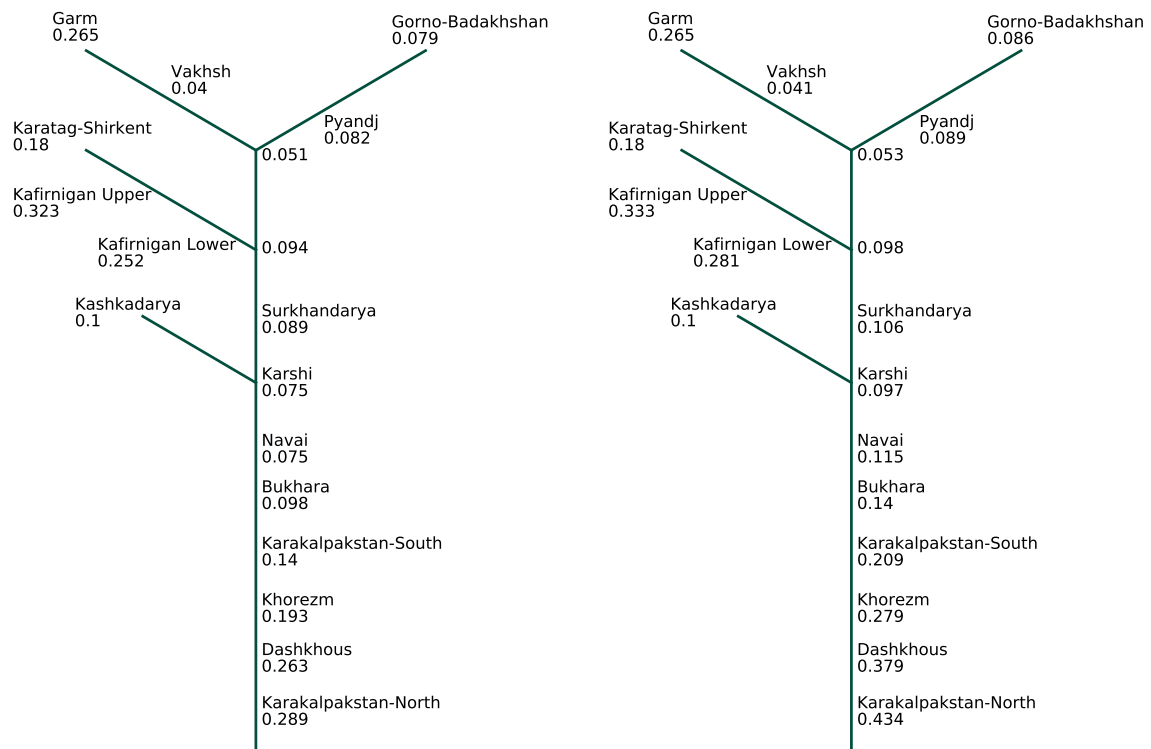 Garm
0.265
Gorno-Badakhshan
0.079
Vakhsh
0.04
Pyandj
0.082
Karatag-Shirkent
0.18
0.051
Kafirnigan Upper
0.323
Kafirnigan Lower
0.252
0.094
Kashkadarya
0.1
Surkhandarya
0.089
Karshi
0.075
Navai
0.075
Bukhara
0.098
Karakalpakstan-South
0.14
Khorezm
0.193
Dashkhous
0.263
Karakalpakstan-North
0.289
Garm
0.265
Gorno-Badakhshan
0.086
Vakhsh
0.041
Pyandj
0.089
Karatag-Shirkent
0.18
0.053
Kafirnigan Upper
0.333
Kafirnigan Lower
0.281
0.098
Kashkadarya
0.1
Surkhandarya
0.106
Karshi
0.097
Navai
0.115
Bukhara
0.14
Karakalpakstan-South
0.209
Khorezm
0.279
Dashkhous
0.379
Karakalpakstan-North
0.434